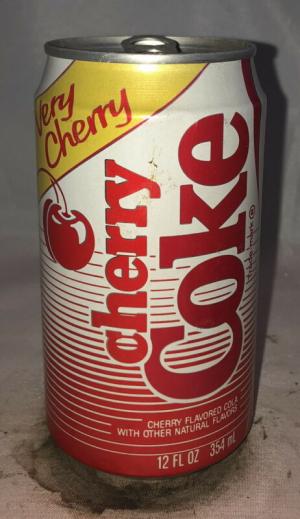 Very
Cherry
cherry
Coke
CHERRY FLAVORED COLA
WITH OTHER NATURAL FLAVORS
12 FL OZ 354 mL